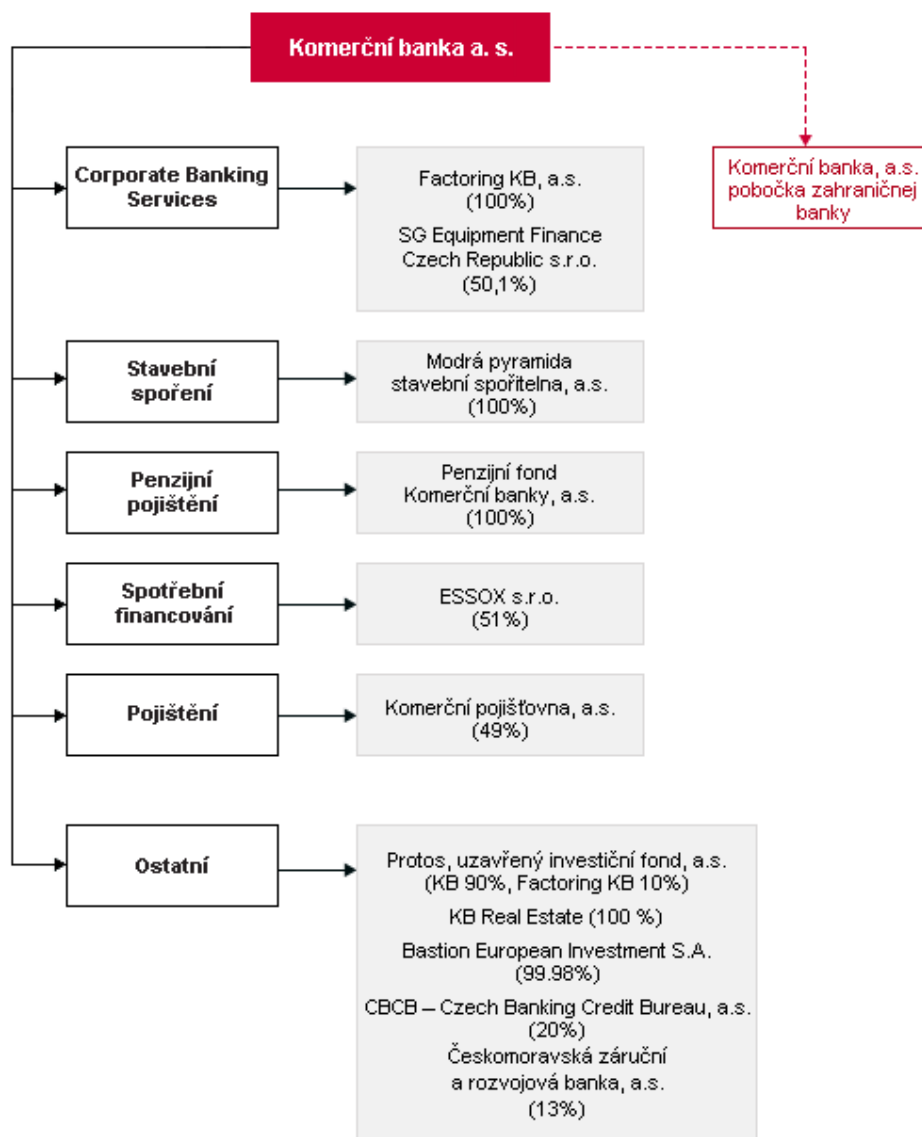 Komerční banka a. s.
Corporate Banking
Services
Factoring KB, a.s.
(100%)
SG Equipment Finance
Czech Republic s.r.o.
(50,1%)
Komerční banka, a.s.
pobočka zahraničnej
banky
Stavební
spoření
Modrá pyramida
stavební spořitelna, a.s.
(100%)
Penzijní
pojištění
Penzijní fond
Komerční banky, a.s.
(100%)
Spotřební
financování
ESSOX s.r.o.
(51%)
Pojištění
Komerční pojišťovna, a.s.
(49%)
Ostatní
Protos, uzavřený investiční fond, a.s.
(KB 90%, Factoring KB 10%)
KB Real Estate (100 %)
Bastion European Investment S.A.
(99.98%)
CBCB – Czech Banking Credit Bureau, a.s.
(20%)
Českomoravská záruční
a rozvojová banka, a.s.
(13%)